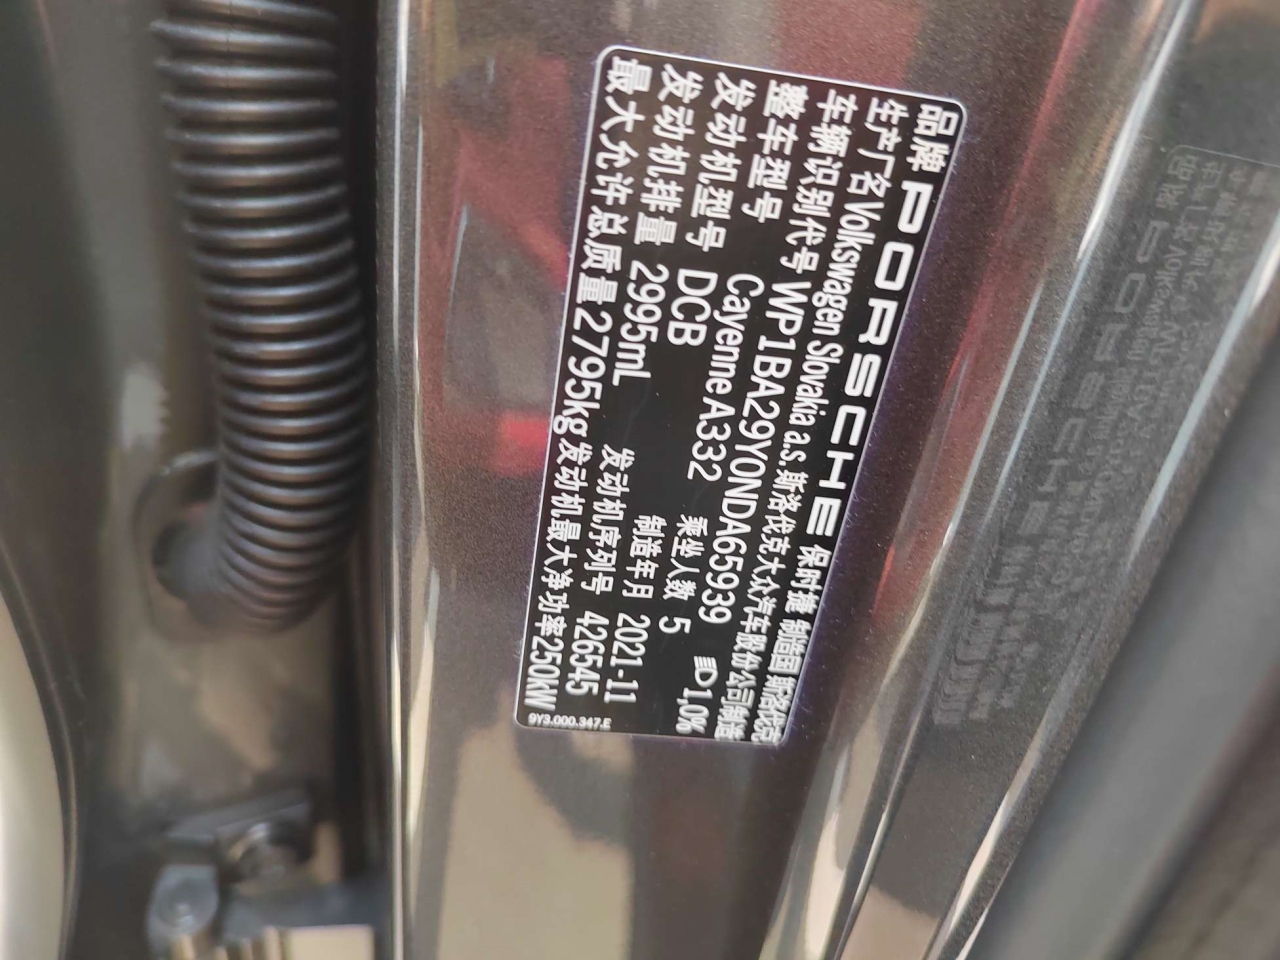 品牌 PORSCHE 保时捷 制造国 斯洛伐克
生产厂名 Volkswagen Slovakia a.s. 斯洛伐克大众汽车股份公司制造
车辆识别代号 WP1BA29Y0NDA65939
整车型号 Cayenne A332 1,0%
发动机型号 DCB 乘坐人数 5
发动机排量 2995mL 制造年月 2021-11
发动机序列号 426545
最大允许总质量 2795kg 发动机最大净功率 250kW
9Y3.000.347.E